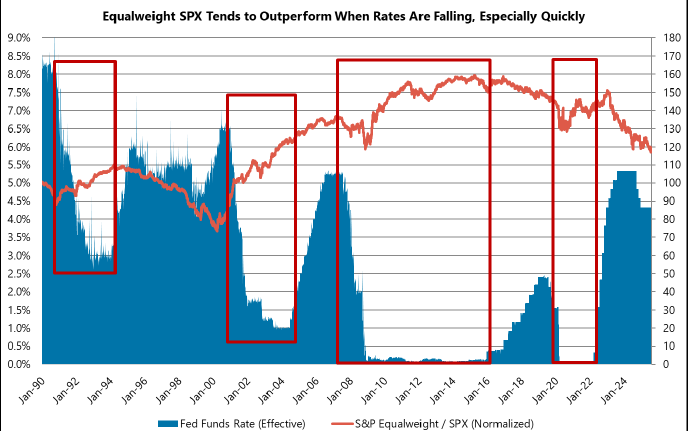 Equalweight SPX Tends to Outperform When Rates Are Falling, Especially Quickly
9.0%
8.5%
8.0%
7.5%
7.0%
6.5%
6.0%
5.5%
5.0%
4.5%
4.0%
3.5%
3.0%
2.5%
2.0%
1.5%
1.0%
0.5%
0.0%
180
170
160
150
140
130
120
110
100
90
80
70
60
50
40
30
20
10
0
Jan-90
Jan-92
Jan-94
Jan-96
Jan-98
Jan-00
Jan-02
Jan-04
Jan-06
Jan-08
Jan-10
Jan-12
Jan-14
Jan-16
Jan-18
Jan-20
Jan-22
Jan-24
Fed Funds Rate (Effective)
S&P Equalweight / SPX (Normalized)